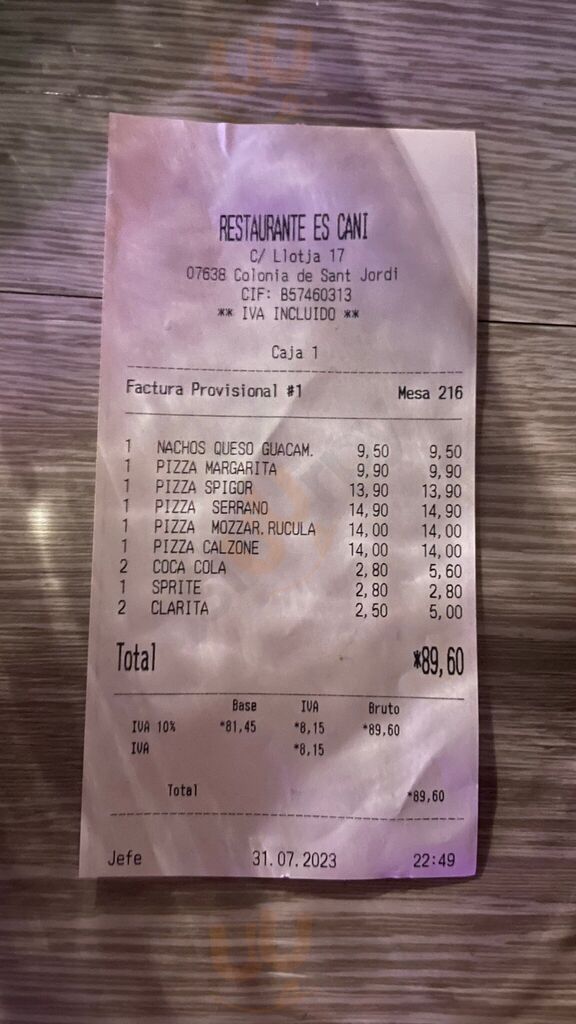 RESTAURANTE ES CANI
C/ Llotja 17
07638 Colonia de Sant Jordi
CIF: B57460313
** IVA INCLUIDO **
Caja 1
Factura Provisional #1 Mesa 216
1 NACHOS QUESO GUACAM. 9,50 9,50
1 PIZZA MARGARITA 9,90 9,90
1 PIZZA SPIGOR 13,90 13,90
1 PIZZA SERRANO 14,90 14,90
1 PIZZA MOZZAR.RUCULA 14,00 14,00
1 PIZZA CALZONE 14,00 14,00
2 COCA COLA 2,80 5,60
1 SPRITE 2,80 2,80
2 CLARITA 2,50 5,00
Total *89,60
Base IVA Bruto
IVA 10% *81,45 *8,15 *89,60
IVA *8,15
Total *89,60
Jefe 31.07.2023 22:49